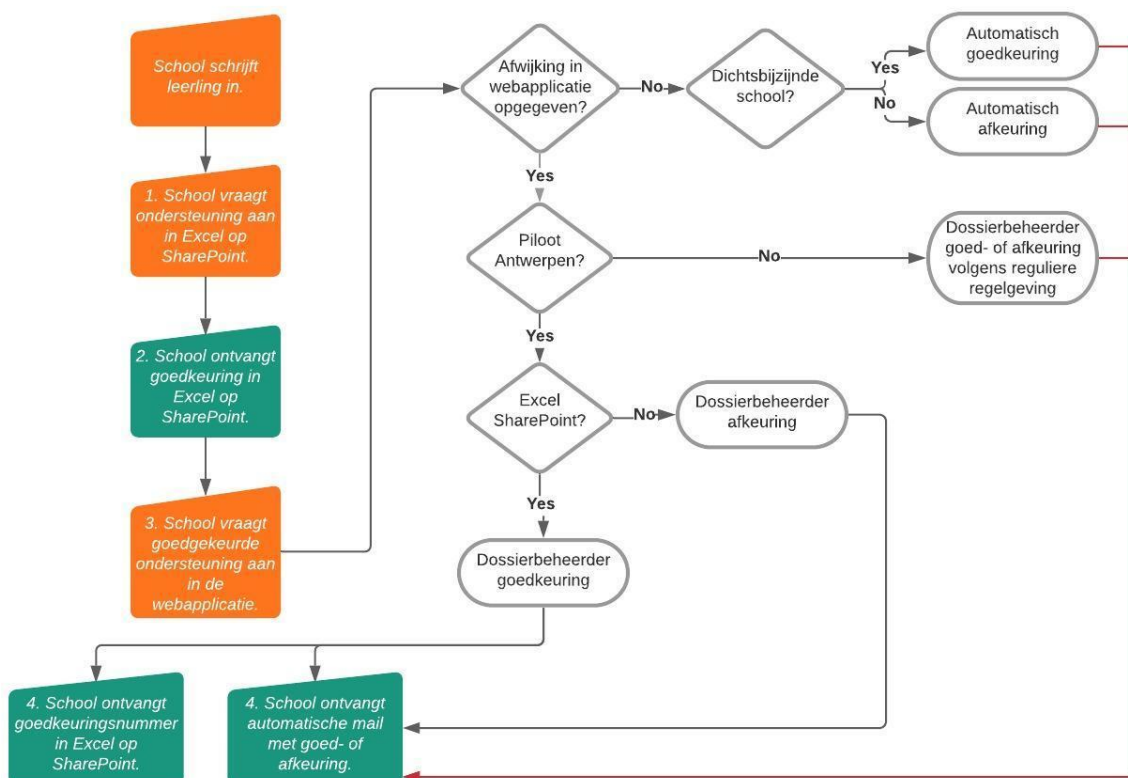 School schrijft
leerling in.
1. School vraagt
ondersteuning aan
in Excel op
SharePoint.
2. School ontvangt
goedkeuring in
Excel op
SharePoint.
3. School vraagt
goedgekeurde
ondersteuning aan
in de
webapplicatie.
Afwijking in
webapplicatie
opgegeven?
No
Dichtsbijzijnde
school?
Yes
No
Automatisch
goedkeuring
Automatisch
afkeuring
Yes
Piloot
Antwerpen?
No
Dossierbeheerder
goed- of afkeuring
volgens reguliere
regelgeving
Yes
Excel
SharePoint?
No
Dossierbeheerder
afkeuring
Yes
Dossierbeheerder
goedkeuring
4. School ontvangt
goedkeuringsnummer
in Excel op
SharePoint.
4. School ontvangt
automatische mail
met goed- of
afkeuring.